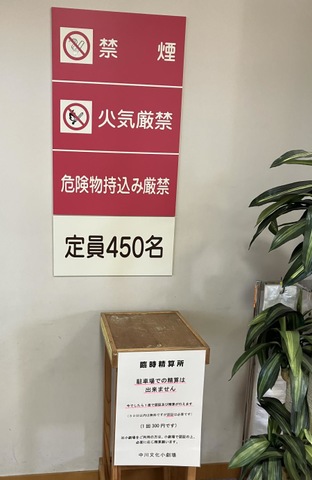 禁煙
火気厳禁
危険物持込み厳禁
定員450名
臨時精算所
駐車場での精算は
出来ません
(1回300円です)
中川文化小劇場